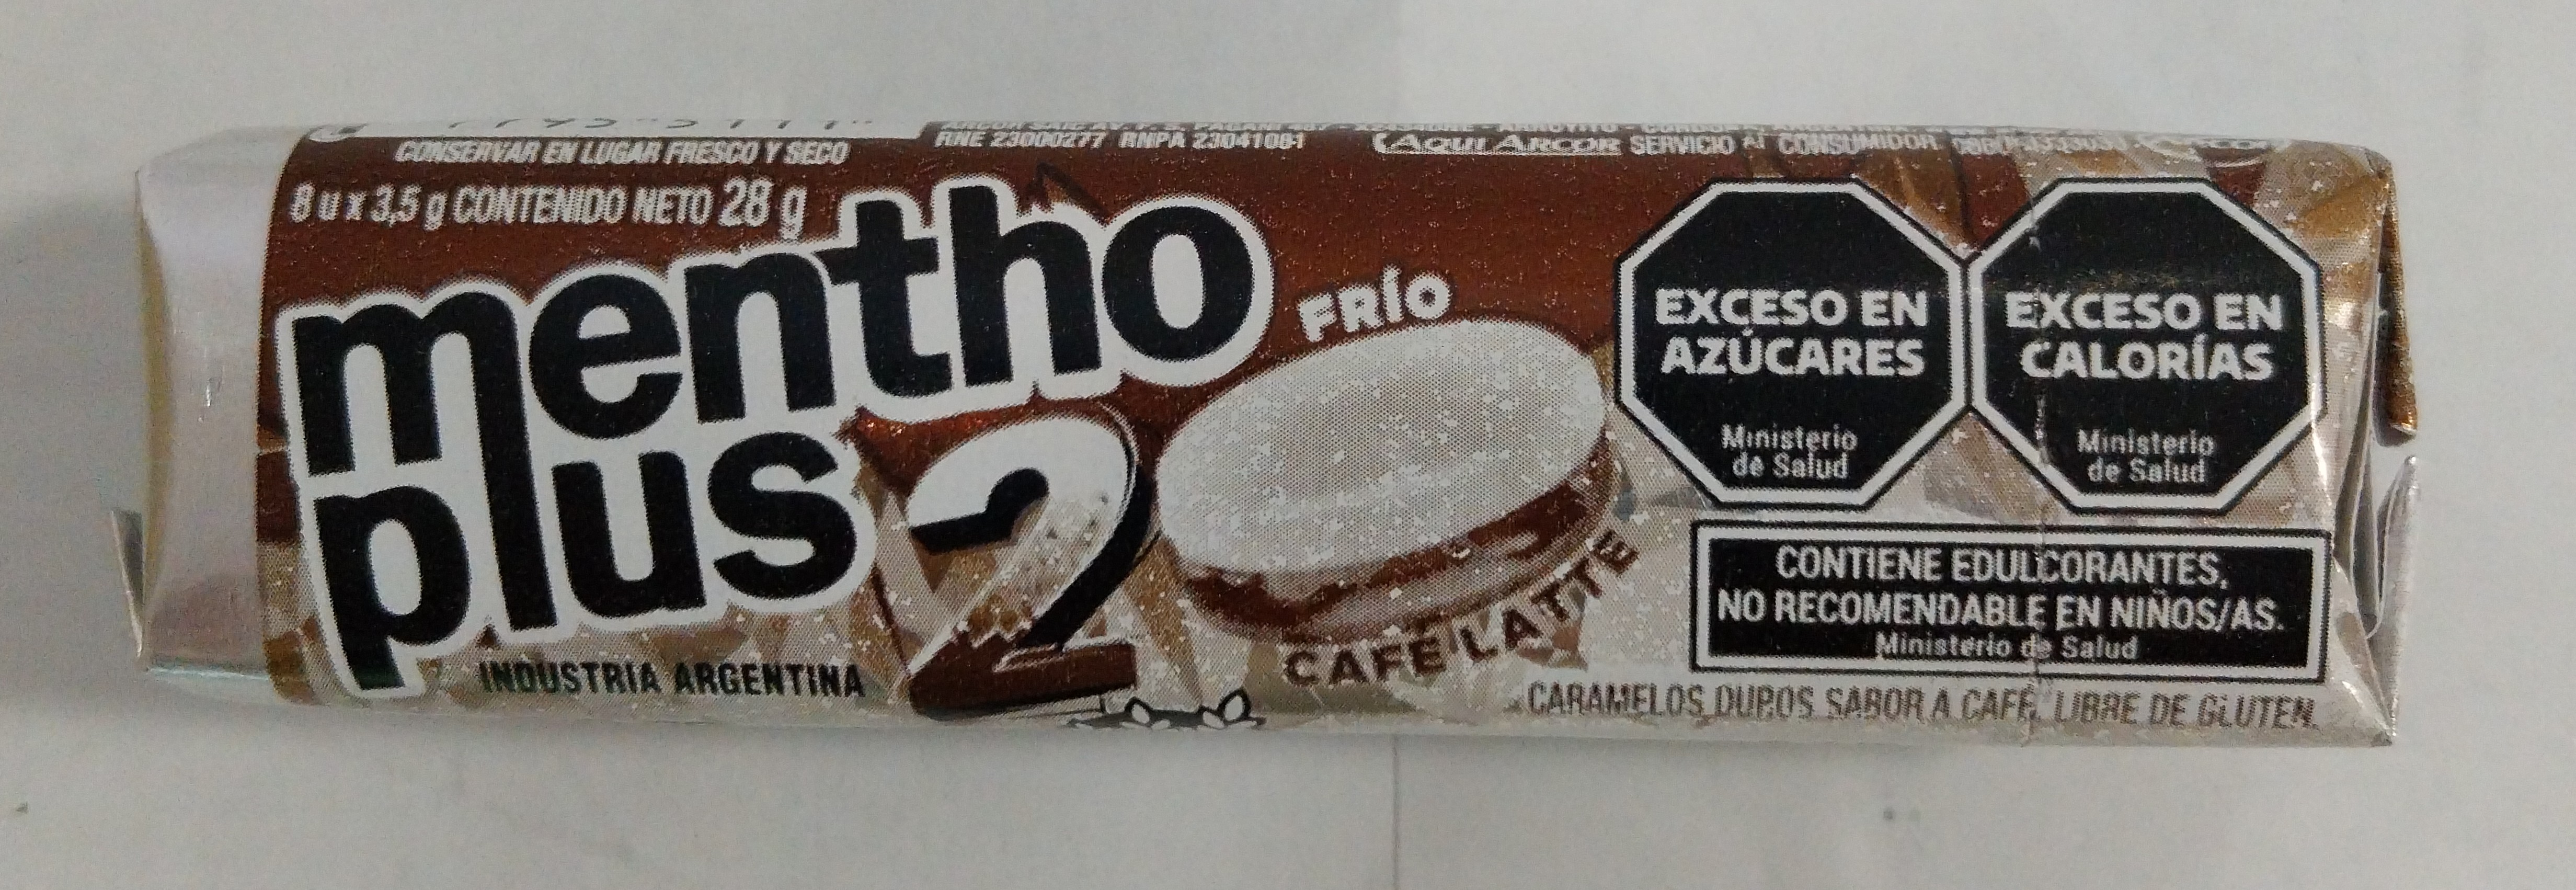 CONSERVAR EN LUGAR FRESCO Y SECO
RNE 23000277 RNPA 23041081
AQUI ARCOR SERVICIO AL CONSUMIDOR
8 u x 3,5 g CONTENIDO NETO 28 g
mentho
plus
2
INDUSTRIA ARGENTINA
FRÍO
CAFÉ LATTE
EXCESO EN
AZÚCARES
Ministerio
de Salud
EXCESO EN
CALORÍAS
Ministerio
de Salud
CONTIENE EDULCORANTES,
NO RECOMENDABLE EN NIÑOS/AS.
Ministerio de Salud
CARAMELOS DUROS SABOR A CAFÉ. LIBRE DE GLUTEN.